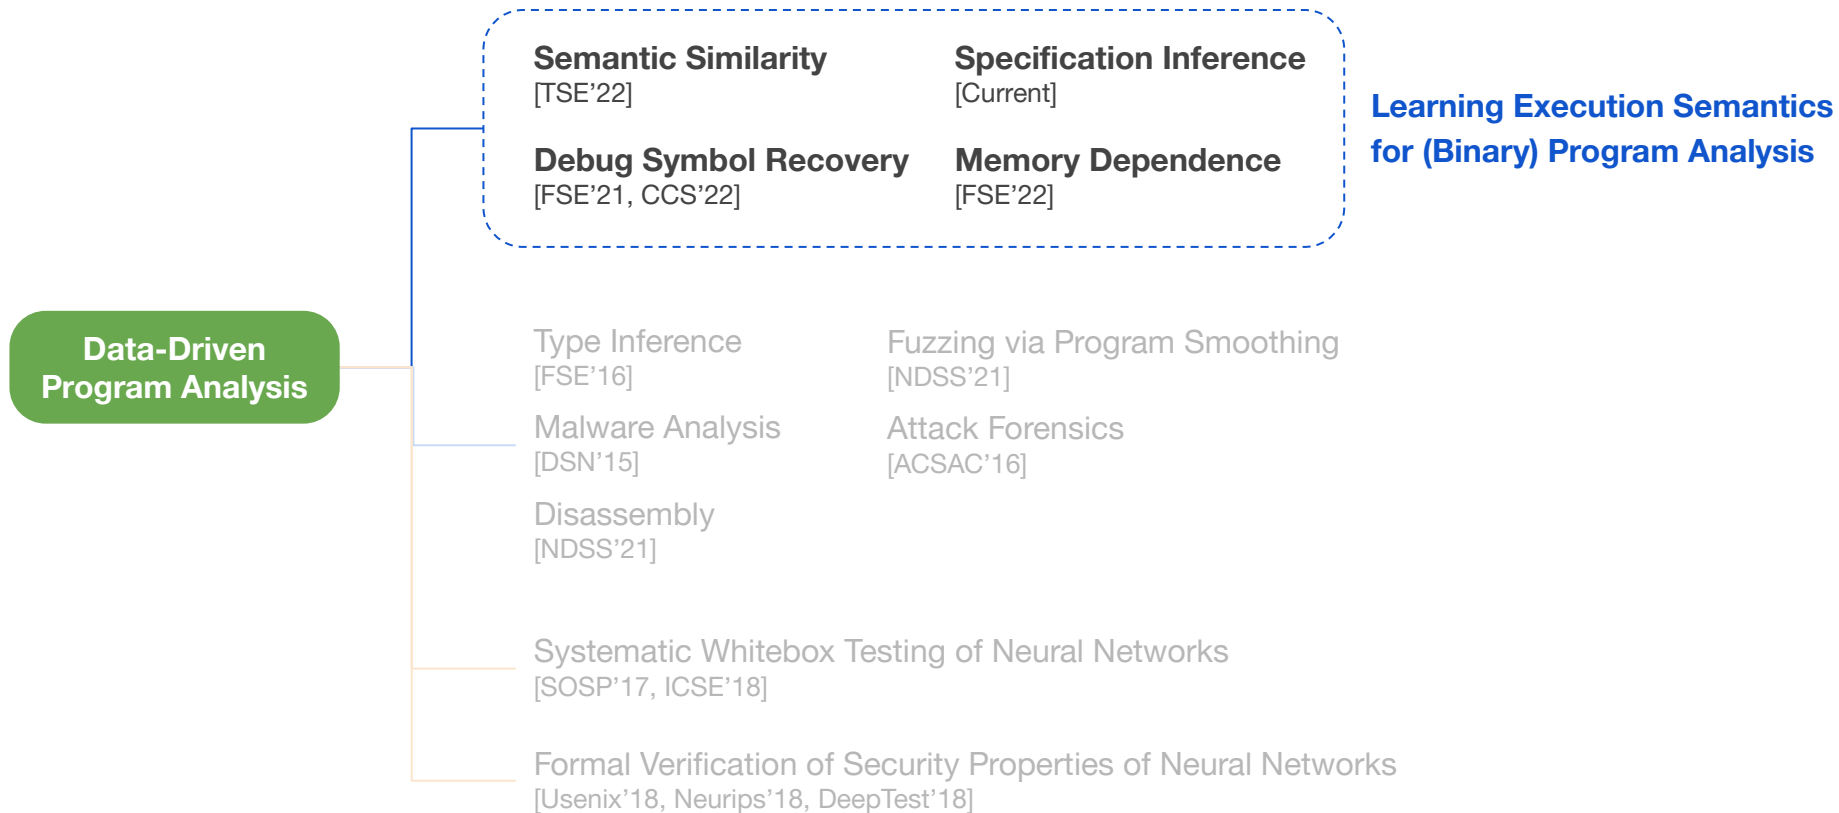 Semantic Similarity
[TSE’22]
Specification Inference
[Current]
Debug Symbol Recovery
[FSE’21, CCS’22]
Memory Dependence
[FSE’22]
Learning Execution Semantics
for (Binary) Program Analysis
Data-Driven
Program Analysis
Type Inference
[FSE’16]
Fuzzing via Program Smoothing
[NDSS’21]
Malware Analysis
[DSN’15]
Attack Forensics
[ACSAC’16]
Disassembly
[NDSS’21]
Systematic Whitebox Testing of Neural Networks
[SOSP’17, ICSE’18]
Formal Verification of Security Properties of Neural Networks
[Usenix’18, Neurips’18, DeepTest’18]